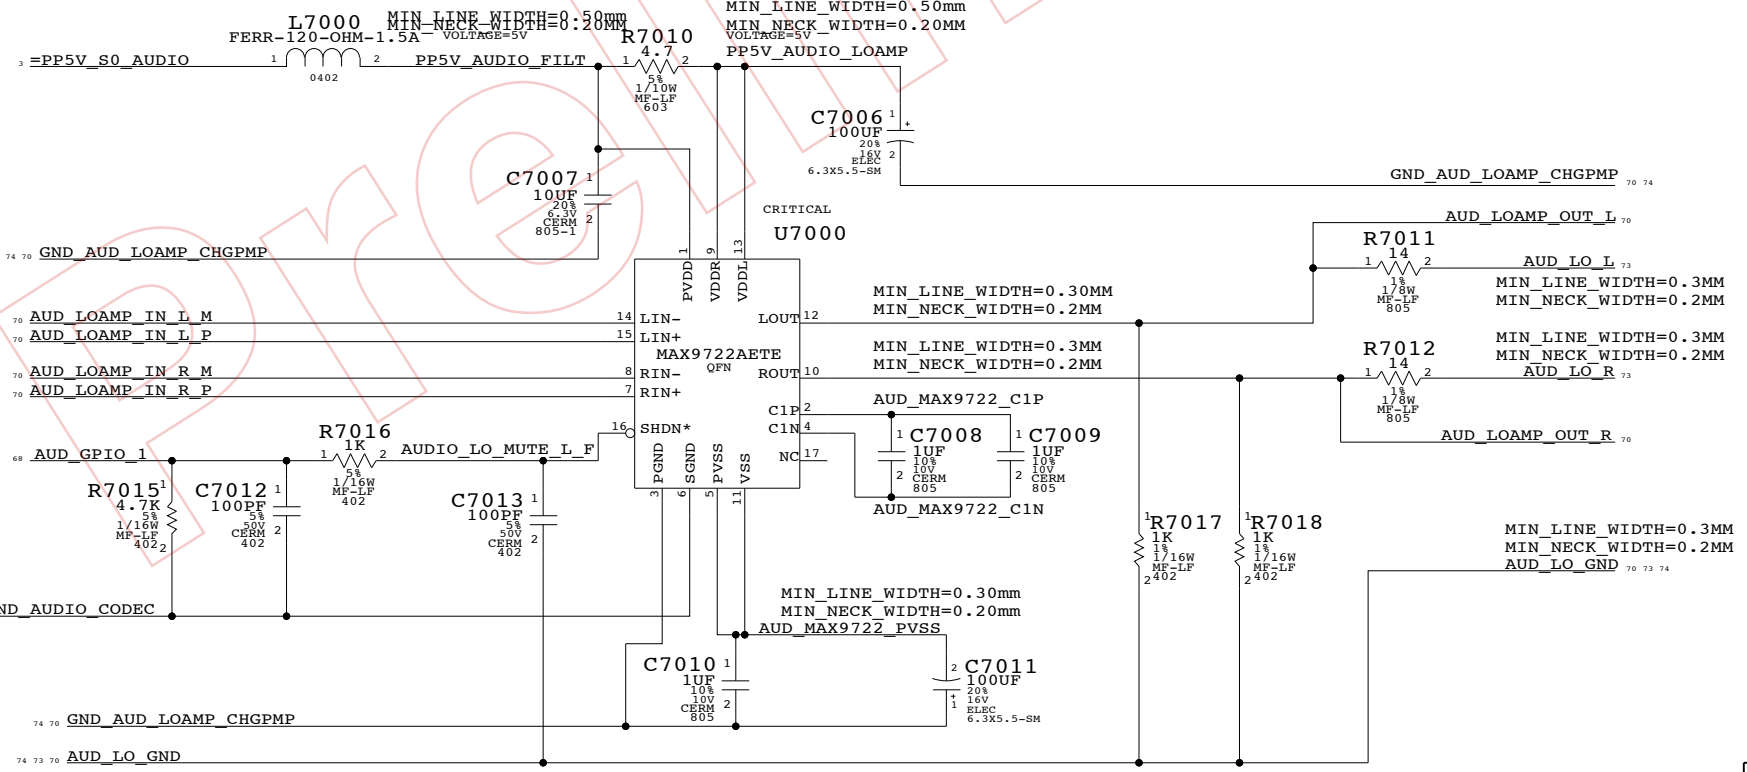 MIN_LINE_WIDTH=0.50mm
MIN_NECK_WIDTH=0.20MM
VOLTAGE=5V
MIN_LINE_WIDTH=0.50mm
MIN_NECK_WIDTH=0.20MM
VOLTAGE=5V
L7000
FERR-120-OHM-1.5A
1 2
0402
3 =PP5V_S0_AUDIO
PP5V_AUDIO_FILT
R7010
4.7
1 2
5%
1/10W
MF-LF
603
PP5V_AUDIO_LOAMP
C7006
100UF
20%
16V
ELEC
6.3X5.5-SM
1
+
2
C7007
10UF
20%
6.3V
CERM
805-1
1
2
GND_AUD_LOAMP_CHGPMP 70 74
CRITICAL
U7000
74 70 GND_AUD_LOAMP_CHGPMP
AUD_LOAMP_OUT_L 70
R7011
14
1 2
1%
1/8W
MF-LF
805
AUD_LO_L 73
MIN_LINE_WIDTH=0.3MM
MIN_NECK_WIDTH=0.2MM
1 9 13
PVDD VDDR VDDL
70 AUD_LOAMP_IN_L_M
14 LIN-
70 AUD_LOAMP_IN_L_P
15 LIN+
MAX9722AETE
QFN
70 AUD_LOAMP_IN_R_M
8 RIN-
70 AUD_LOAMP_IN_R_P
7 RIN+
LOUT 12
MIN_LINE_WIDTH=0.30MM
MIN_NECK_WIDTH=0.2MM
ROUT 10
MIN_LINE_WIDTH=0.3MM
MIN_NECK_WIDTH=0.2MM
MIN_LINE_WIDTH=0.3MM
MIN_NECK_WIDTH=0.2MM
R7012
14
1 2
1%
1/8W
MF-LF
805
AUD_LO_R 73
AUD_LOAMP_OUT_R 70
C1P 2
AUD_MAX9722_C1P
C1N 4
AUD_MAX9722_C1N
NC 17
C7008
1UF
10%
10V
CERM
805
1
2
C7009
1UF
10%
10V
CERM
805
1
2
16 SHDN*
68 AUD_GPIO_1
R7016
1K
1 2
5%
1/16W
MF-LF
402
AUDIO_LO_MUTE_L_F
R7015
4.7K
5%
1/16W
MF-LF
402
1
2
C7012
100PF
5%
50V
CERM
402
1
2
C7013
100PF
5%
50V
CERM
402
1
2
PGND SGND PVSS VSS
3 6 5 11
R7017
1K
1%
1/16W
MF-LF
402
1
2
R7018
1K
1%
1/16W
MF-LF
402
1
2
MIN_LINE_WIDTH=0.3MM
MIN_NECK_WIDTH=0.2MM
AUD_LO_GND 70 73 74
ND_AUDIO_CODEC
MIN_LINE_WIDTH=0.30mm
MIN_NECK_WIDTH=0.20mm
AUD_MAX9722_PVSS
C7010
1UF
10%
10V
CERM
805
1
2
C7011
100UF
20%
16V
ELEC
6.3X5.5-SM
2
+
1
74 70 GND_AUD_LOAMP_CHGPMP
74 73 70 AUD_LO_GND